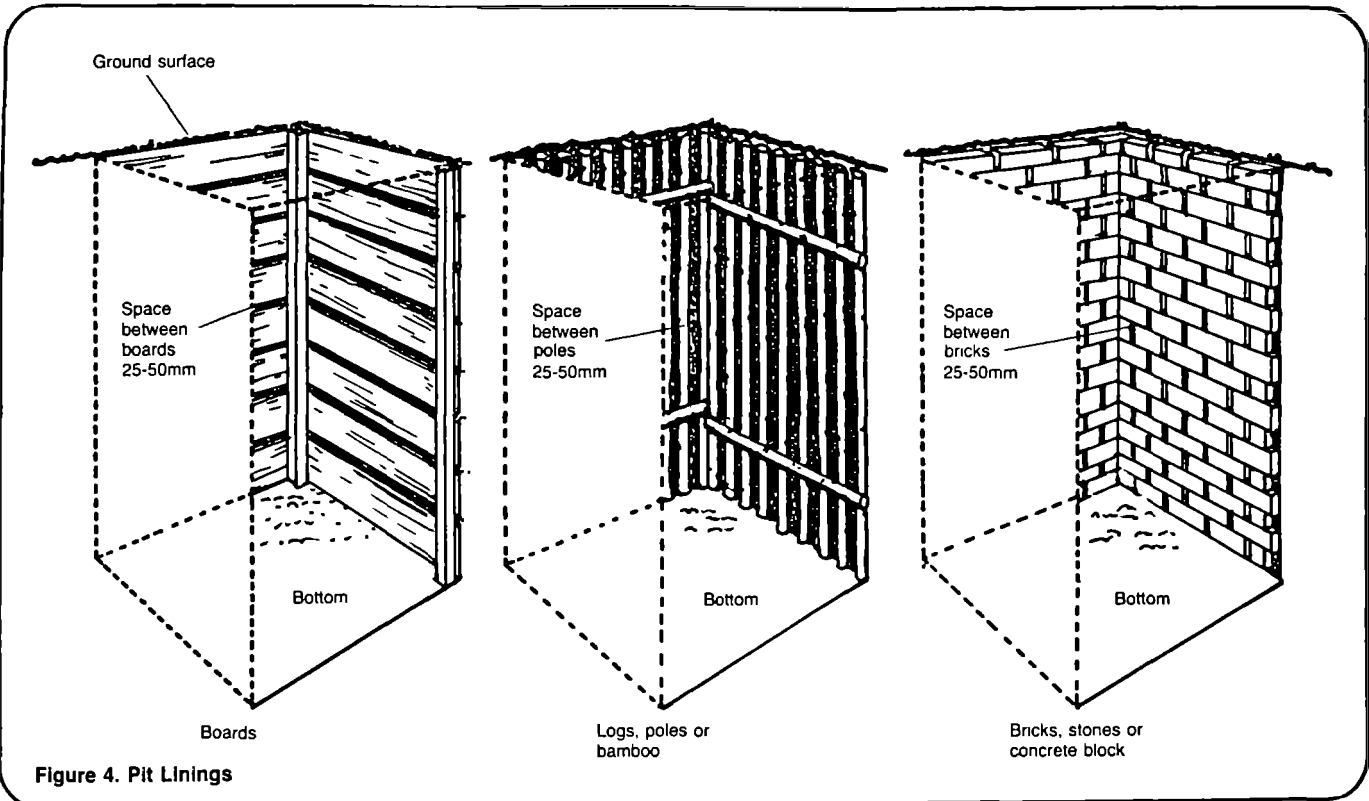 Ground surface
Space
between
boards
25-50mm
Bottom
Boards
Space
between
poles
25-50mm
Bottom
Logs, poles or
bamboo
Space
between
bricks
25-50mm
Bottom
Bricks, stones or
concrete block
Figure 4. Pit Linings